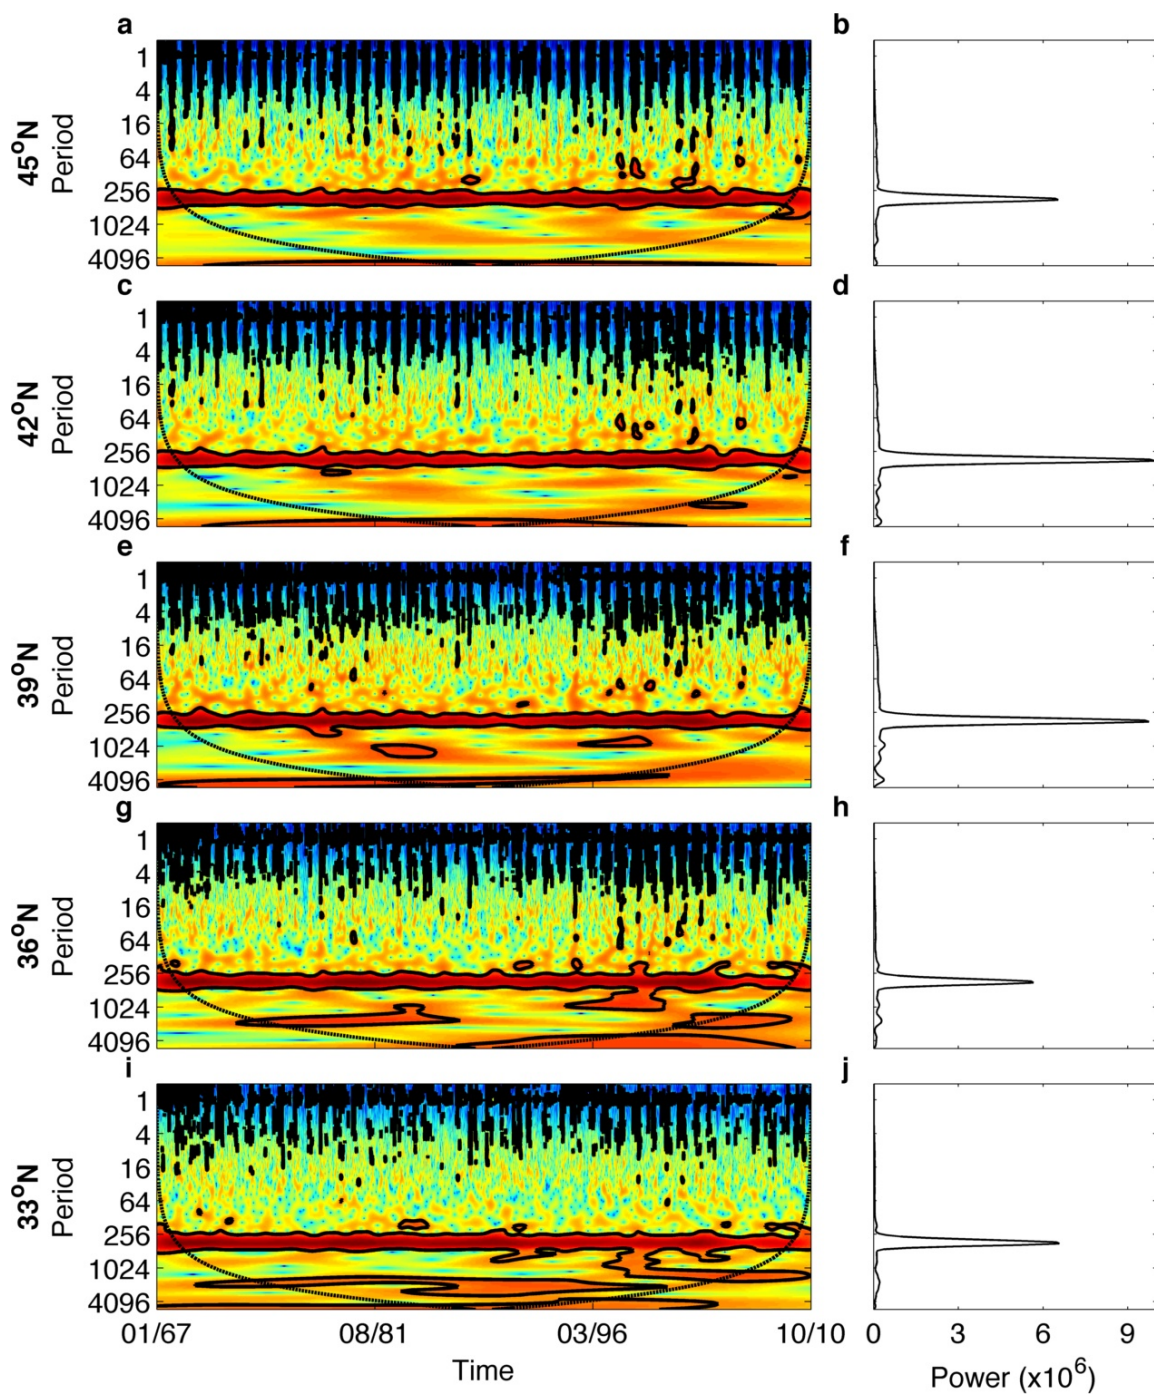 a
b
45°N
Period
1
4
16
64
256
1024
4096
c
d
42°N
Period
1
4
16
64
256
1024
4096
e
f
39°N
Period
1
4
16
64
256
1024
4096
g
h
36°N
Period
1
4
16
64
256
1024
4096
i
j
33°N
Period
1
4
16
64
256
1024
4096
01/67 08/81 03/96 10/10
Time
0 3 6 9
Power (x10⁶)